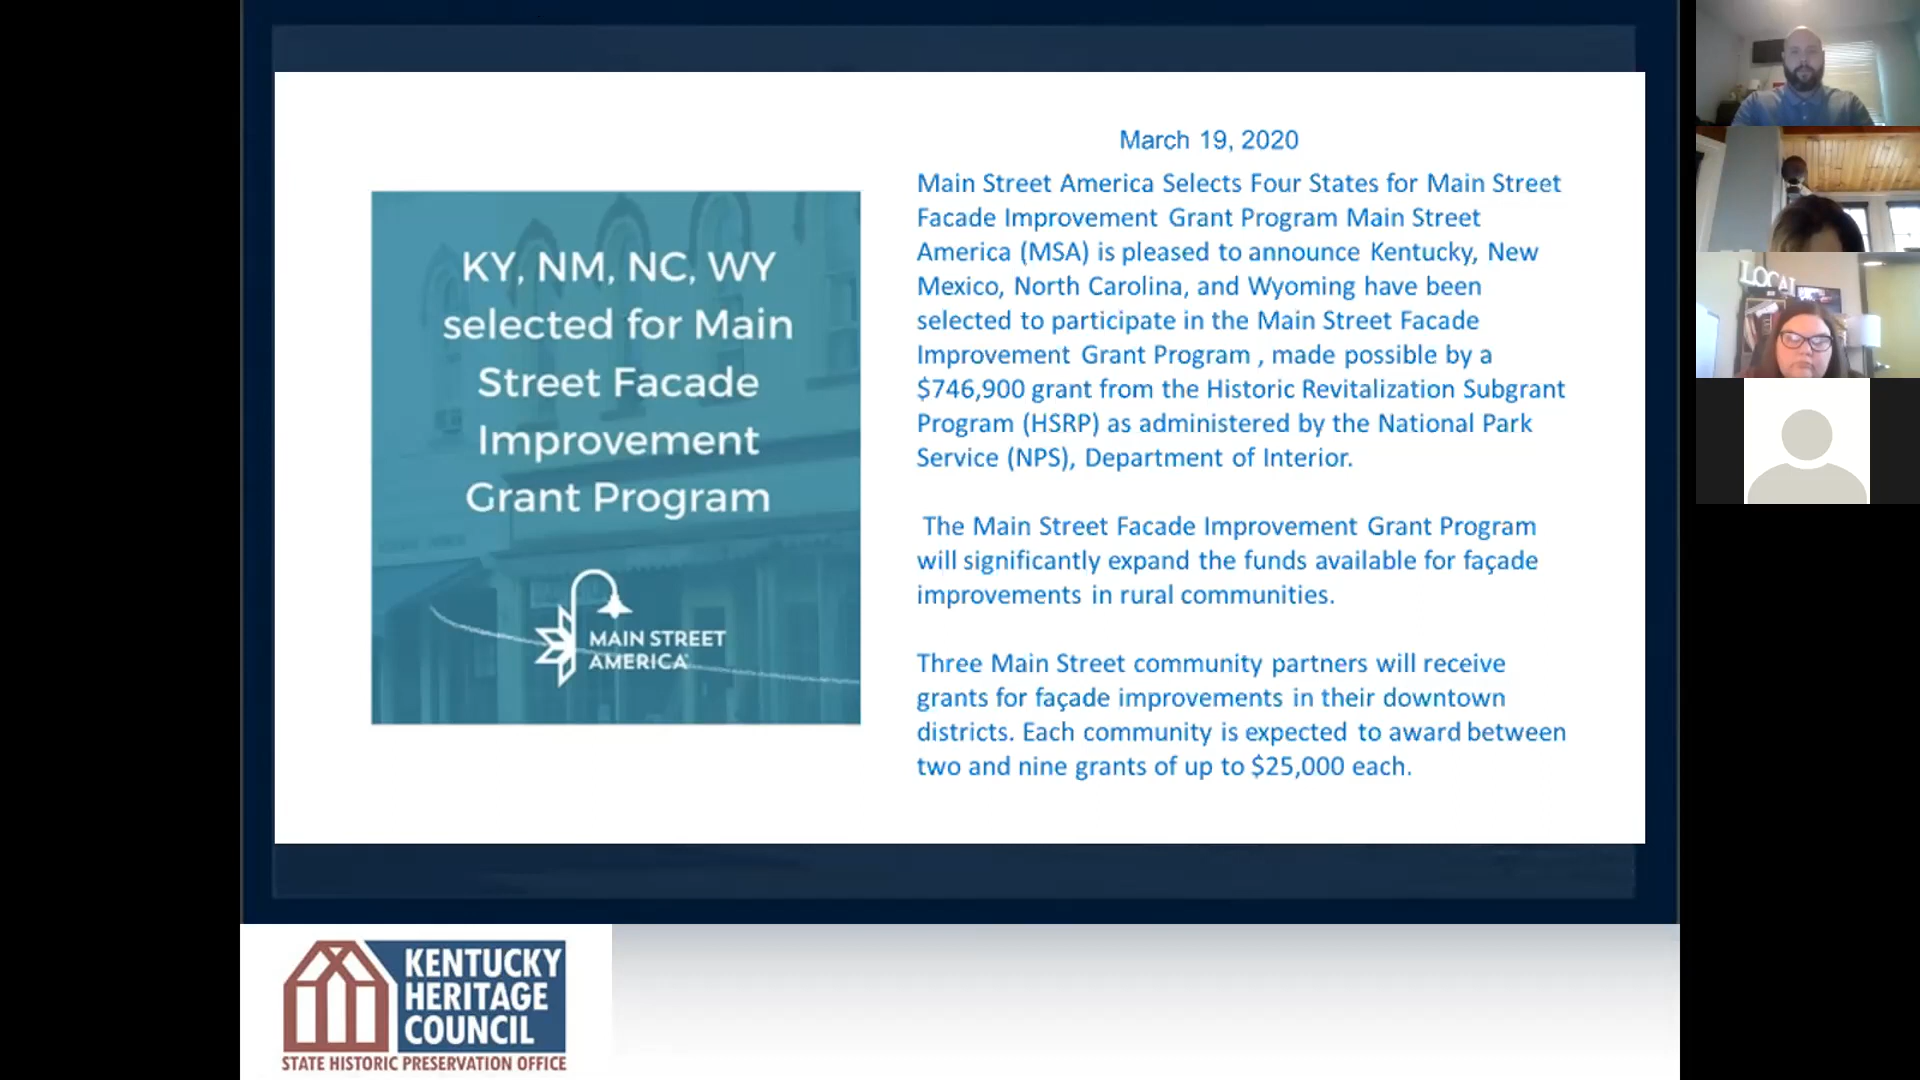 KY, NM, NC, WY
selected for Main
Street Facade
Improvement
Grant Program
MAIN STREET
AMERICA
March 19, 2020
Main Street America Selects Four States for Main Street
Facade Improvement Grant Program Main Street
America (MSA) is pleased to announce Kentucky, New
Mexico, North Carolina, and Wyoming have been
selected to participate in the Main Street Facade
Improvement Grant Program , made possible by a
$746,900 grant from the Historic Revitalization Subgrant
Program (HSRP) as administered by the National Park
Service (NPS), Department of Interior.
The Main Street Facade Improvement Grant Program
will significantly expand the funds available for façade
improvements in rural communities.
Three Main Street community partners will receive
grants for façade improvements in their downtown
districts. Each community is expected to award between
two and nine grants of up to $25,000 each.
LOCAL
KENTUCKY
HERITAGE
COUNCIL
STATE HISTORIC PRESERVATION OFFICE